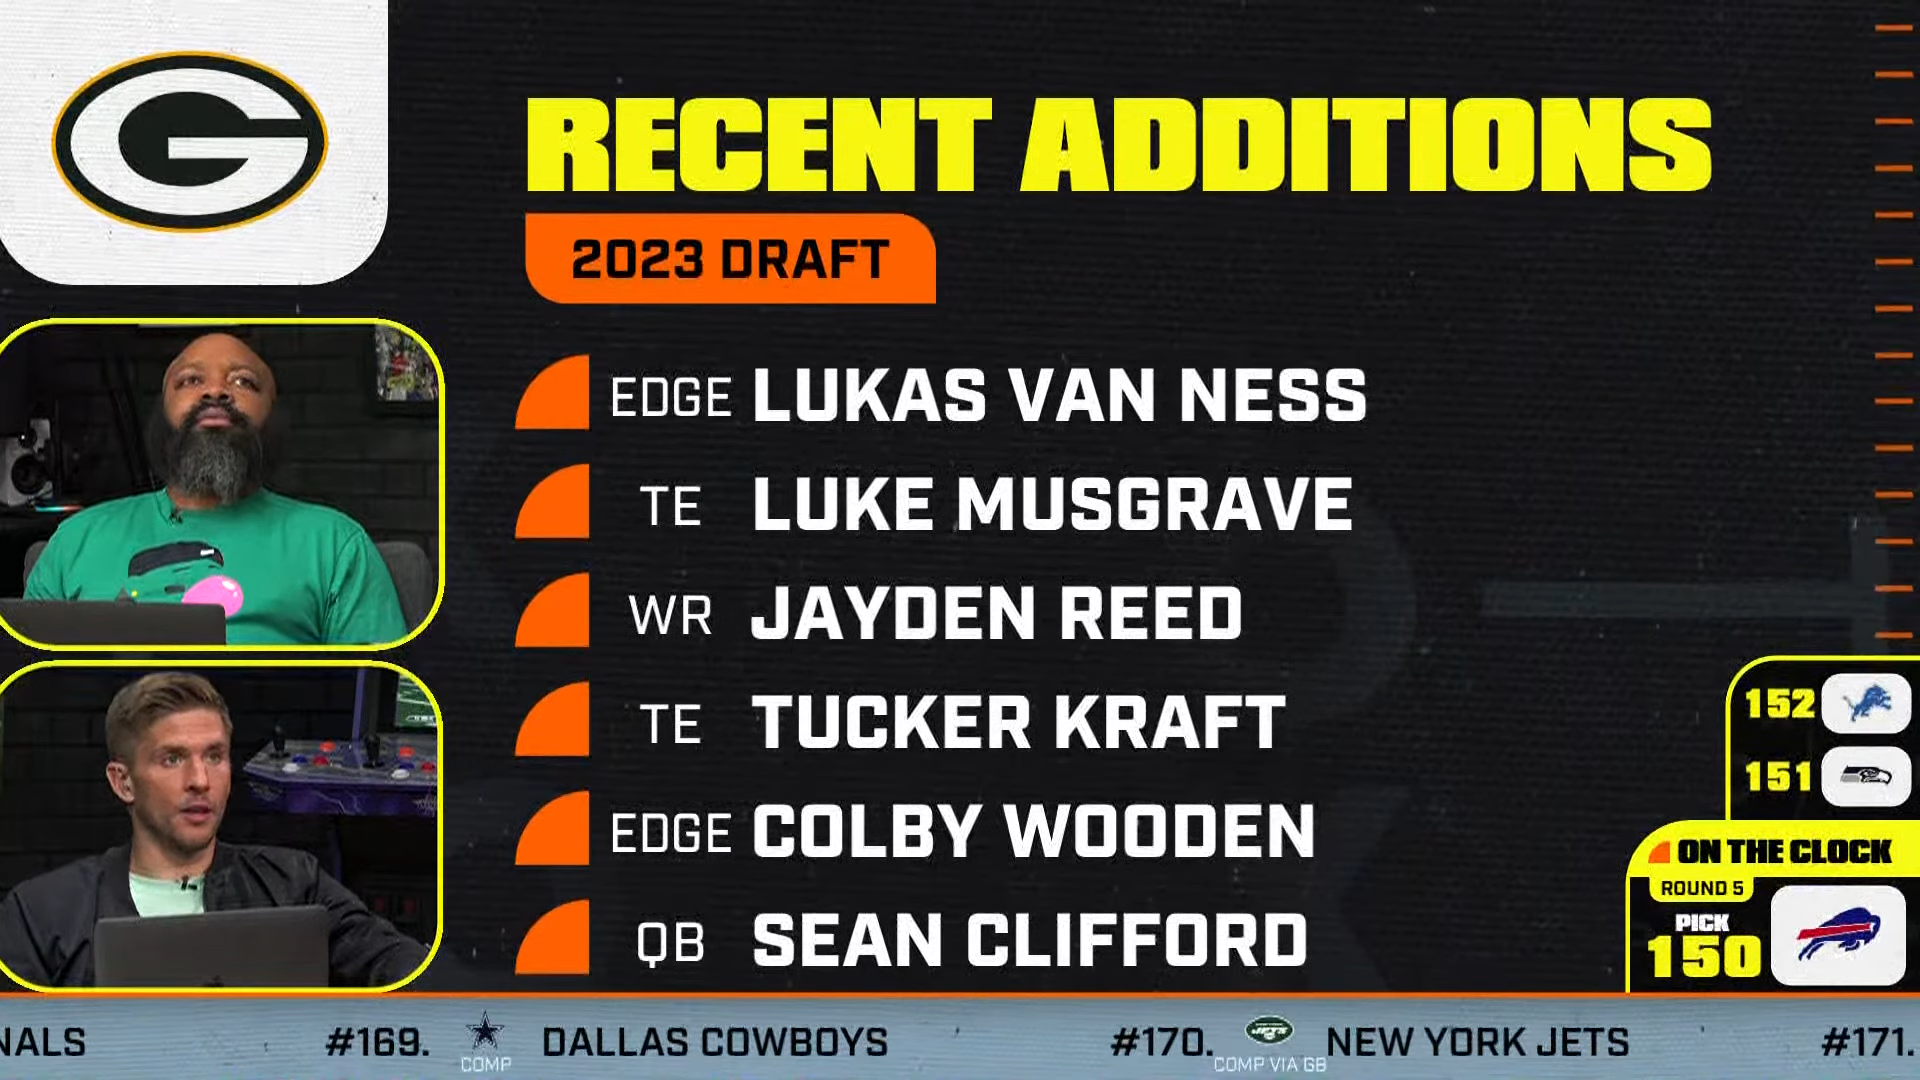 RECENT ADDITIONS
2023 DRAFT
EDGE LUKAS VAN NESS
TE LUKE MUSGRAVE
WR JAYDEN REED
TE TUCKER KRAFT
EDGE COLBY WOODEN
QB SEAN CLIFFORD
152
151
ON THE CLOCK
ROUND 5
PICK
150
NALS #169. COMP DALLAS COWBOYS #170. JETS COMP VIA GB NEW YORK JETS #171.